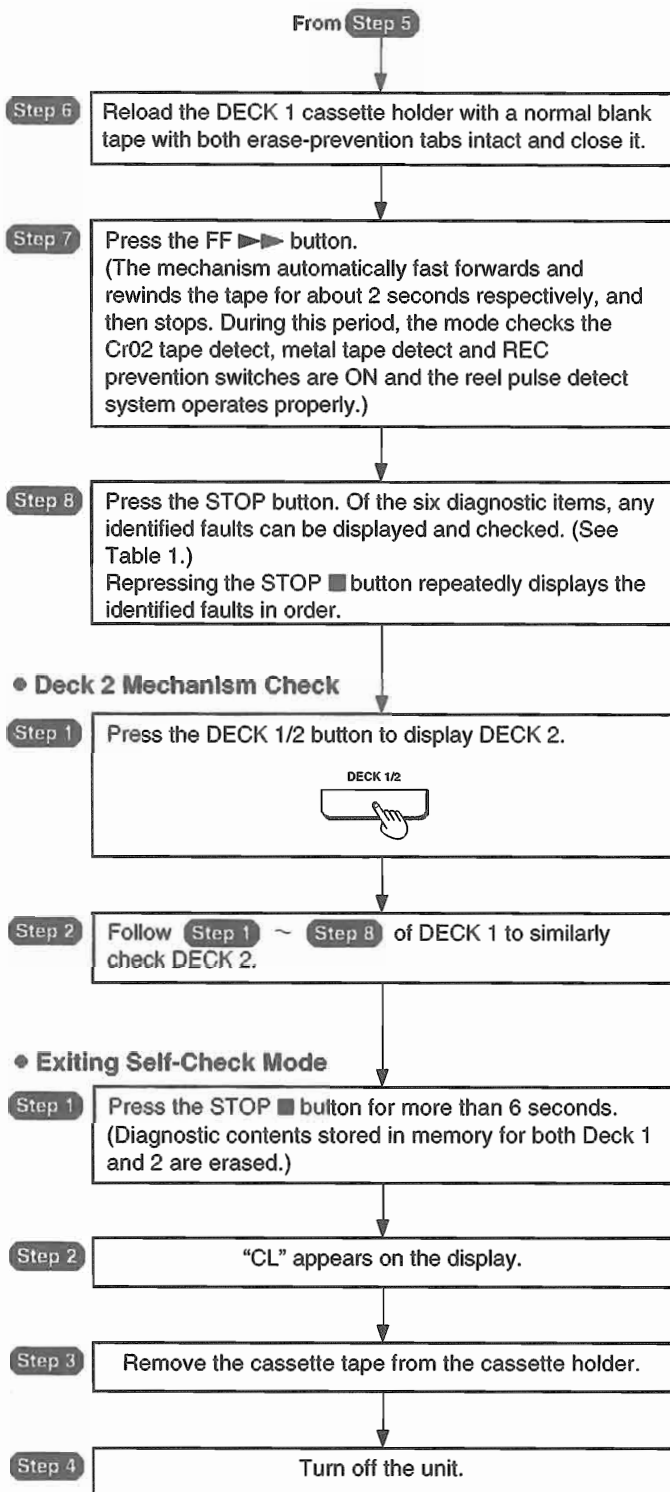 From Step 5
Step 6
Reload the DECK 1 cassette holder with a normal blank
tape with both erase-prevention tabs intact and close it.
Step 7
Press the FF ▶▶ button.
(The mechanism automatically fast forwards and
rewinds the tape for about 2 seconds respectively, and
then stops. During this period, the mode checks the
Cr02 tape detect, metal tape detect and REC
prevention switches are ON and the reel pulse detect
system operates properly.)
Step 8
Press the STOP button. Of the six diagnostic items, any
identified faults can be displayed and checked. (See
Table 1.)
Repressing the STOP ■ button repeatedly displays the
identified faults in order.
• Deck 2 Mechanism Check
Step 1
Press the DECK 1/2 button to display DECK 2.
DECK 1/2
Step 2
Follow Step 1 ~ Step 8 of DECK 1 to similarly
check DECK 2.
• Exiting Self-Check Mode
Step 1
Press the STOP ■ button for more than 6 seconds.
(Diagnostic contents stored in memory for both Deck 1
and 2 are erased.)
Step 2
“CL” appears on the display.
Step 3
Remove the cassette tape from the cassette holder.
Step 4
Turn off the unit.